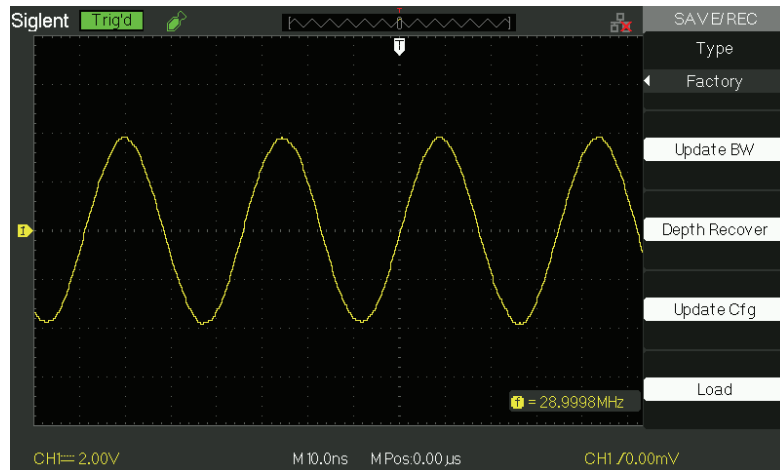 Siglent Trig'd T SAVE/REC
T Type
Factory
Update BW
1 Depth Recover
Update Cfg
Load
f = 28.9998MHz
CH1 2.00V M 10.0ns M Pos:0.00µs CH1 /0.00mV